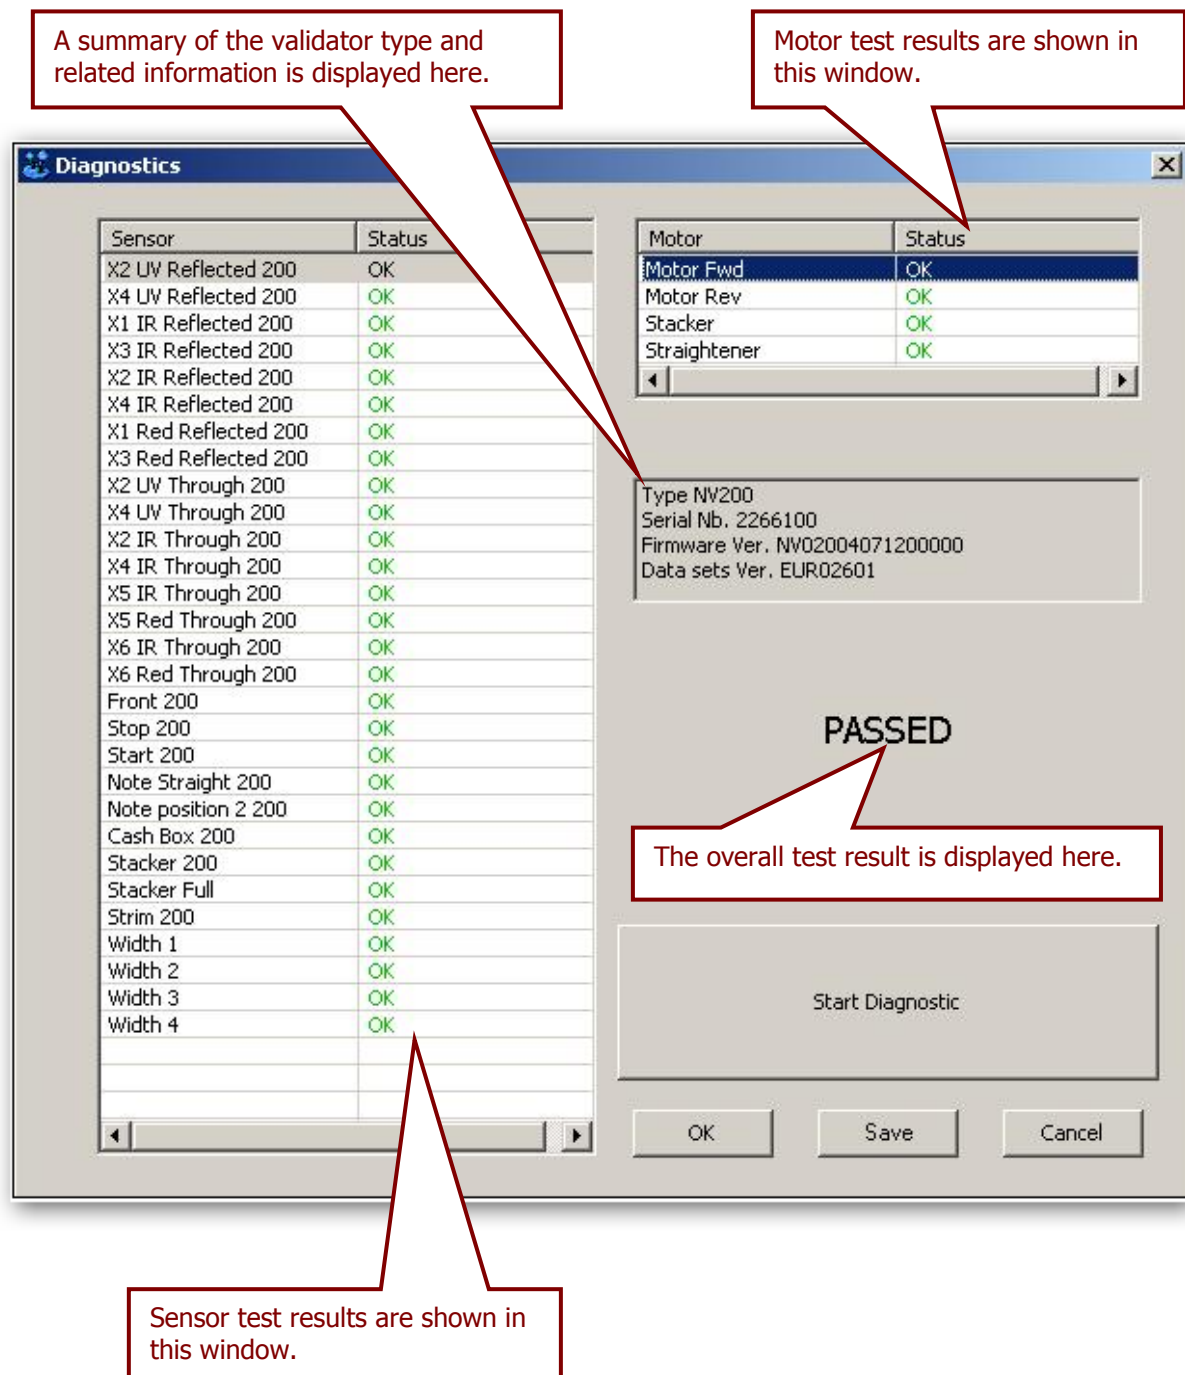 A summary of the validator type and
related information is displayed here.
Motor test results are shown in
this window.
Diagnostics
Sensor Status
X2 UV Reflected 200 OK
X4 UV Reflected 200 OK
X1 IR Reflected 200 OK
X3 IR Reflected 200 OK
X2 IR Reflected 200 OK
X4 IR Reflected 200 OK
X1 Red Reflected 200 OK
X3 Red Reflected 200 OK
X2 UV Through 200 OK
X4 UV Through 200 OK
X2 IR Through 200 OK
X4 IR Through 200 OK
X5 IR Through 200 OK
X5 Red Through 200 OK
X6 IR Through 200 OK
X6 Red Through 200 OK
Front 200 OK
Stop 200 OK
Start 200 OK
Note Straight 200 OK
Note position 2 200 OK
Cash Box 200 OK
Stacker 200 OK
Stacker Full OK
Strim 200 OK
Width 1 OK
Width 2 OK
Width 3 OK
Width 4 OK
Motor Status
Motor Fwd OK
Motor Rev OK
Stacker OK
Straightener OK
Type NV200
Serial Nb. 2266100
Firmware Ver. NV02004071200000
Data sets Ver. EUR02601
PASSED
The overall test result is displayed here.
Start Diagnostic
OK Save Cancel
Sensor test results are shown in
this window.